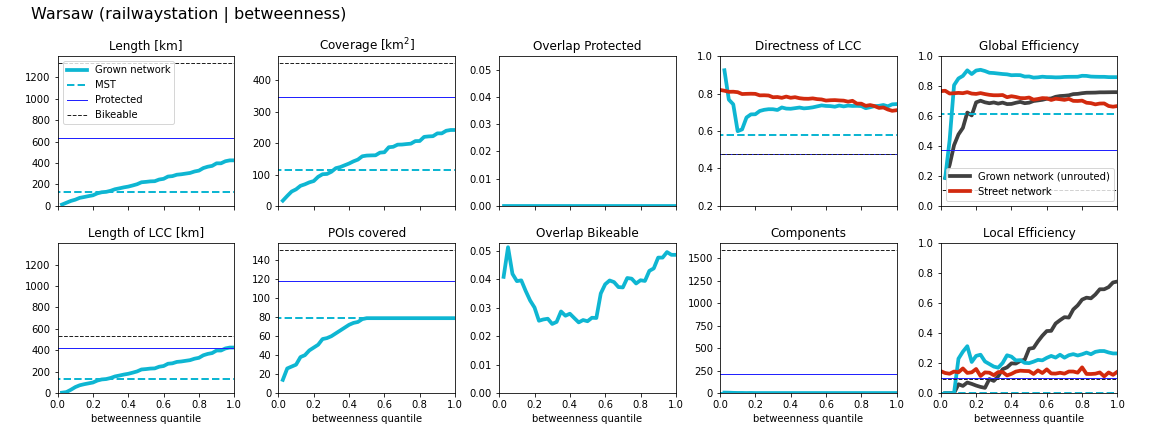 Warsaw (railwaystation | betweenness)
Length [km]
Coverage [km²]
Overlap Protected
Directness of LCC
Global Efficiency
1200
1000
800
600
400
200
0
Grown network
MST
Protected
Bikeable
400
300
200
100
0
0.05
0.04
0.03
0.02
0.01
0.00
1.0
0.8
0.6
0.4
0.2
1.0
0.8
0.6
0.4
0.2
0.0
Grown network (unrouted)
Street network
Length of LCC [km]
POIs covered
Overlap Bikeable
Components
Local Efficiency
1200
1000
800
600
400
200
0
0.0 0.2 0.4 0.6 0.8 1.0
betweenness quantile
140
120
100
80
60
40
20
0
0.0 0.2 0.4 0.6 0.8 1.0
betweenness quantile
0.05
0.04
0.03
0.02
0.01
0.00
0.0 0.2 0.4 0.6 0.8 1.0
betweenness quantile
1500
1250
1000
750
500
250
0
0.0 0.2 0.4 0.6 0.8 1.0
betweenness quantile
1.0
0.8
0.6
0.4
0.2
0.0
0.0 0.2 0.4 0.6 0.8 1.0
betweenness quantile